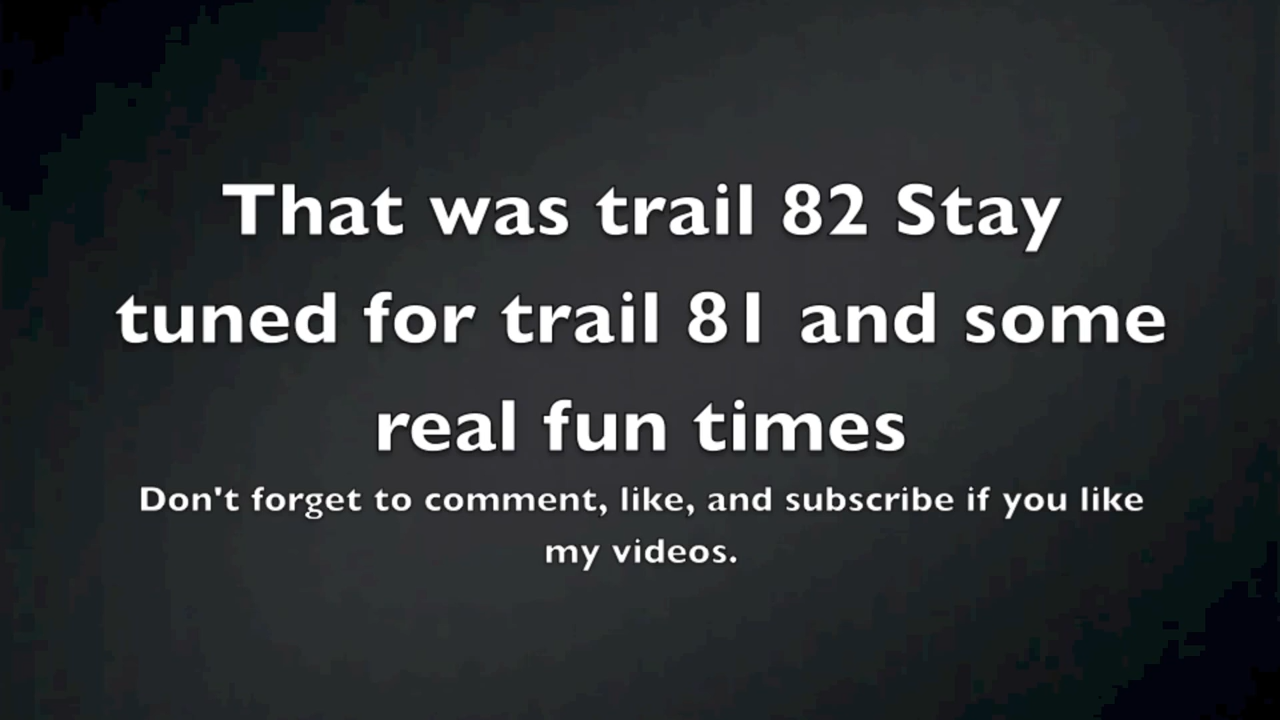 That was trail 82 Stay
tuned for trail 81 and some
real fun times
Don't forget to comment, like, and subscribe if you like
my videos.